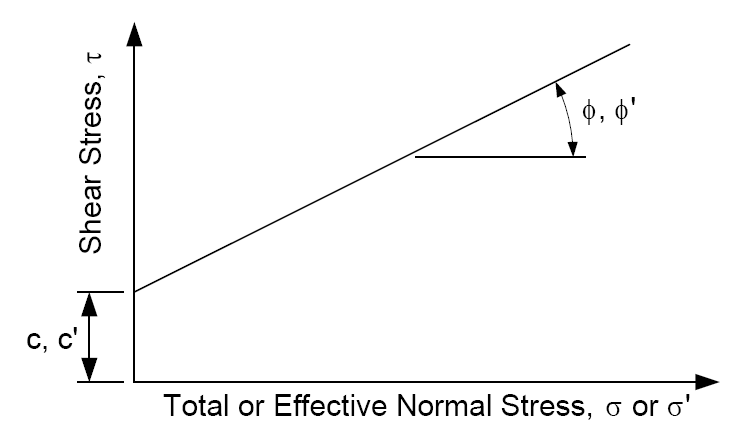 Shear Stress, τ
ϕ, ϕ'
c, c'
Total or Effective Normal Stress, σ or σ'